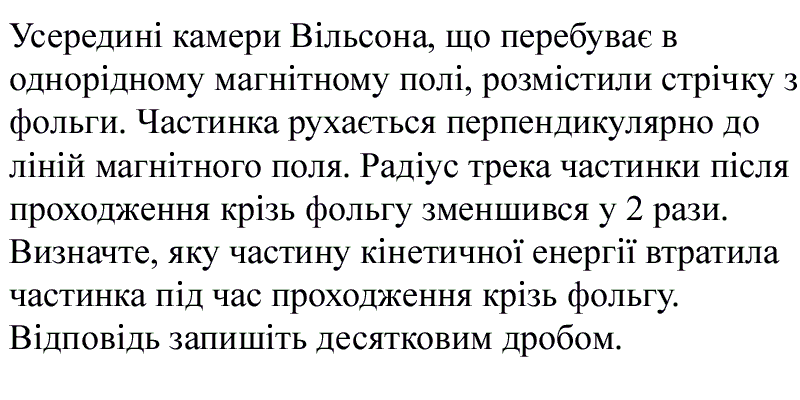 Усередині камери Вільсона, що перебуває в
однорідному магнітному полі, розмістили стрічку з
фольги. Частинка рухається перпендикулярно до
ліній магнітного поля. Радіус трека частинки після
проходження крізь фольгу зменшився у 2 рази.
Визначте, яку частину кінетичної енергії втратила
частинка під час проходження крізь фольгу.
Відповідь запишіть десятковим дробом.